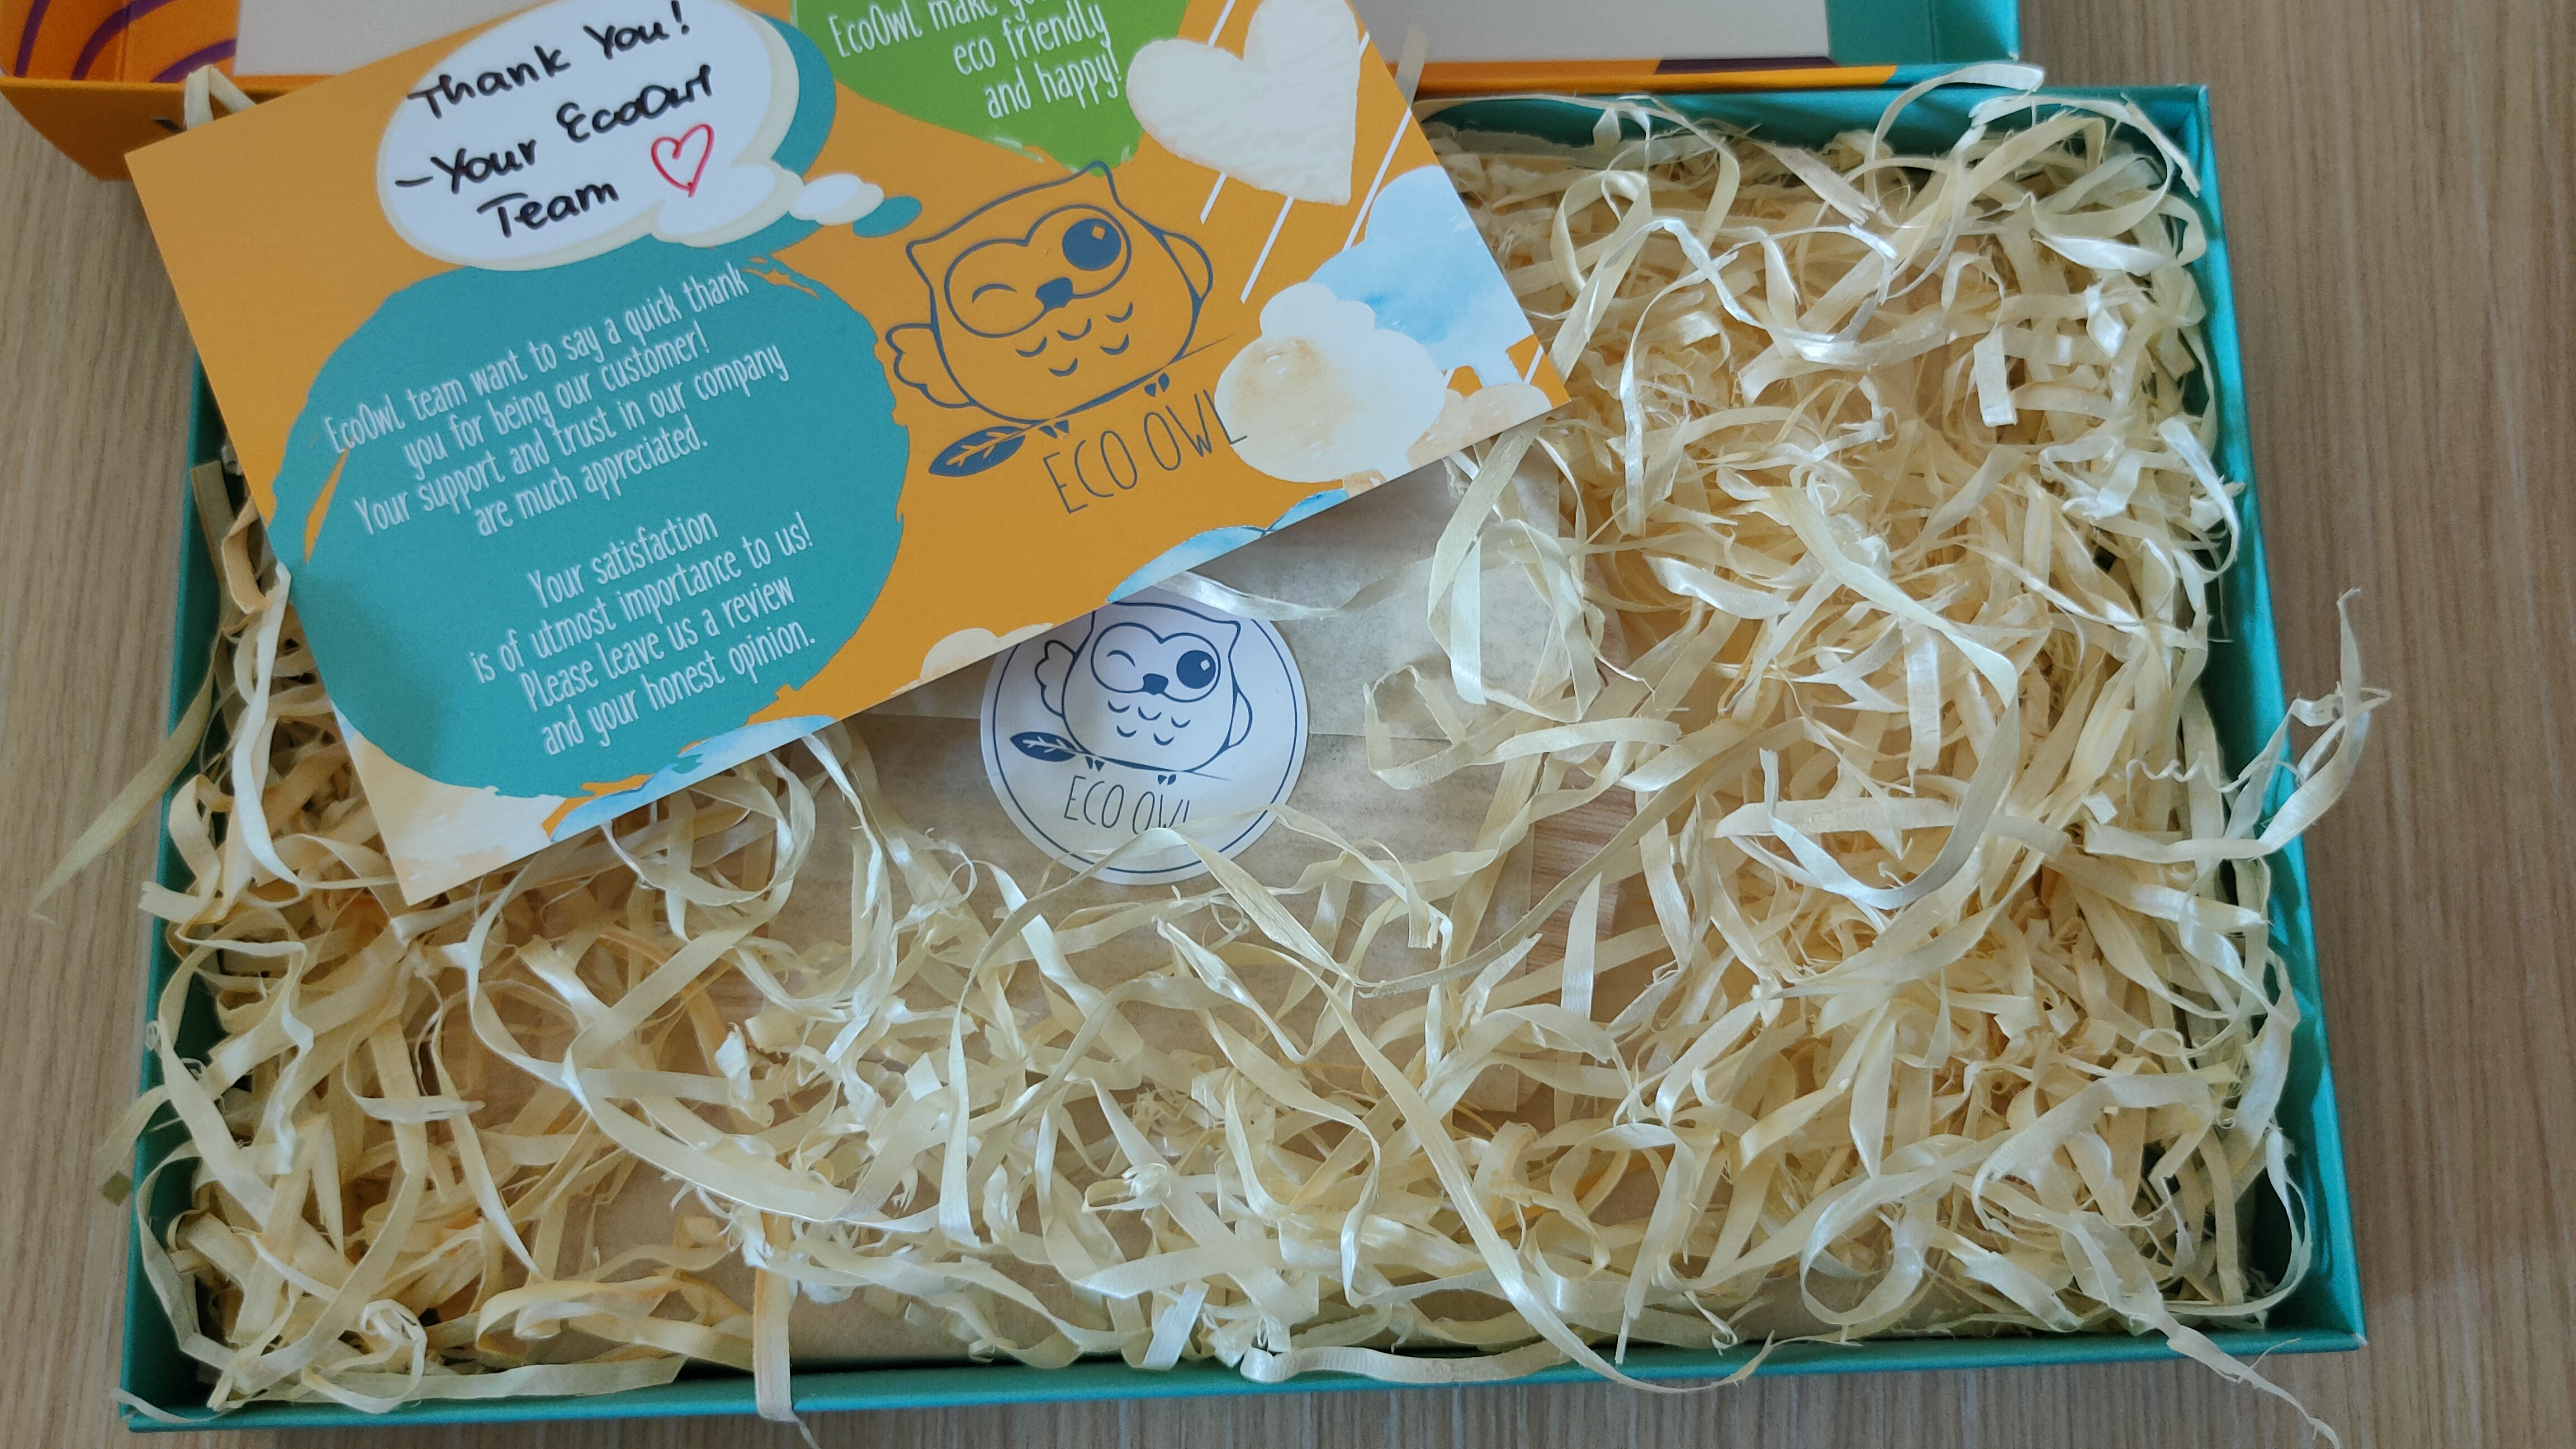 Thank You!
-Your EcoOwl
Team
EcoOwl make
eco friendly
and happy!
EcoOwl team want to say a quick thank
you for being our customer!
Your support and trust in our company
are much appreciated.
Your satisfaction
is of utmost importance to us!
Please leave us a review
and your honest opinion.
ECO OWL
ECO OWL